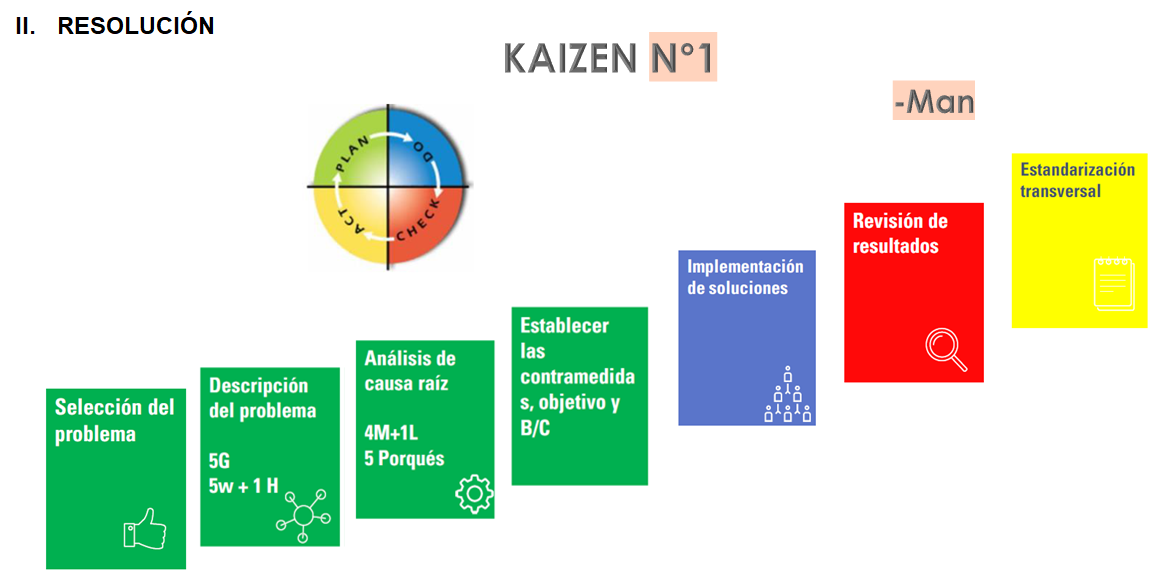 II. RESOLUCIÓN
KAIZEN N°1
-Man
PLAN
DO
CHECK
ACT
Selección del
problema
Descripción
del problema
5G
5w + 1 H
Análisis de
causa raíz
4M+1L
5 Porqués
Establecer
las
contramedida
s, objetivo y
B/C
Implementación
de soluciones
Revisión de
resultados
Estandarización
transversal